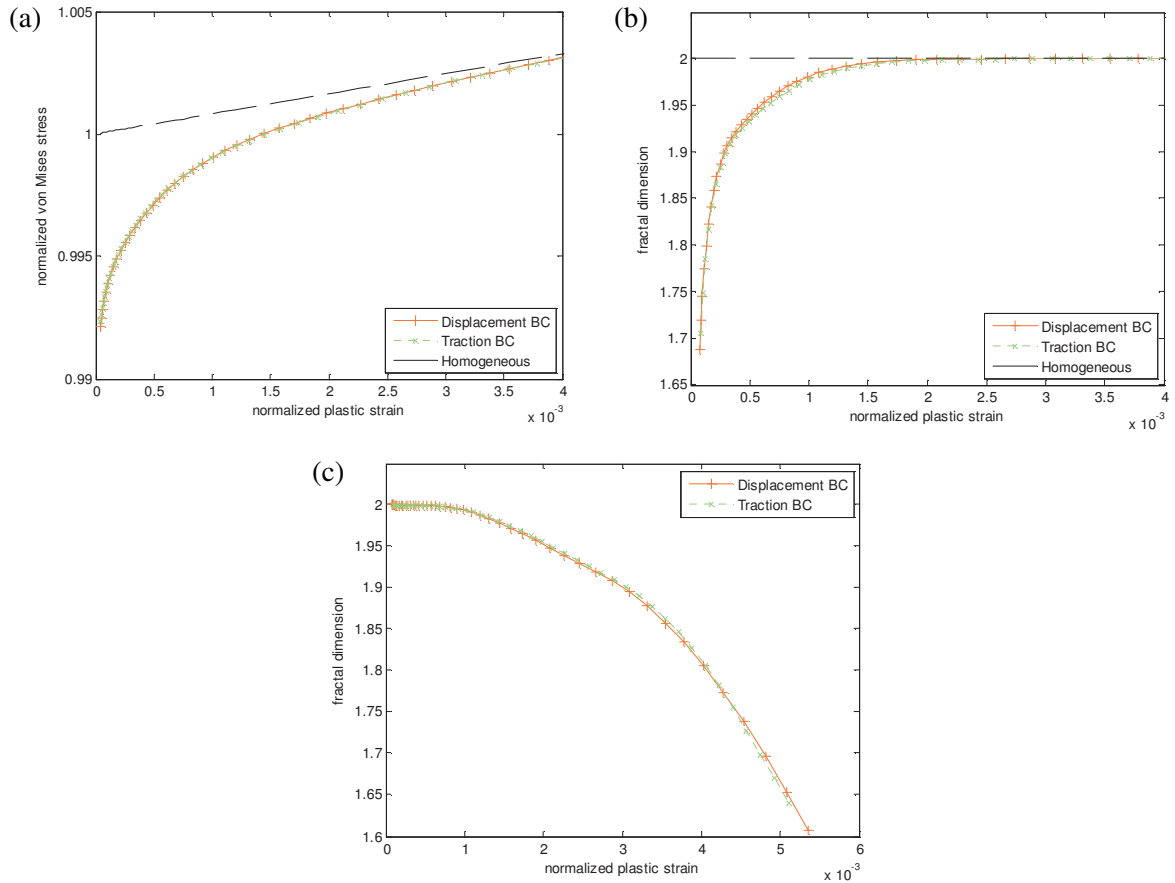 (a)
1.005
1
0.995
0.99
normalized von Mises stress
Displacement BC
Traction BC
Homogeneous
0 0.5 1 1.5 2 2.5 3 3.5 4
normalized plastic strain
x 10-3
(b)
2
1.95
1.9
1.85
1.8
1.75
1.7
1.65
fractal dimension
Displacement BC
Traction BC
Homogeneous
0 0.5 1 1.5 2 2.5 3 3.5 4
normalized plastic strain
x 10-3
(c)
2
1.95
1.9
1.85
1.8
1.75
1.7
1.65
1.6
fractal dimension
Displacement BC
Traction BC
0 1 2 3 4 5 6
normalized plastic strain
x 10-3